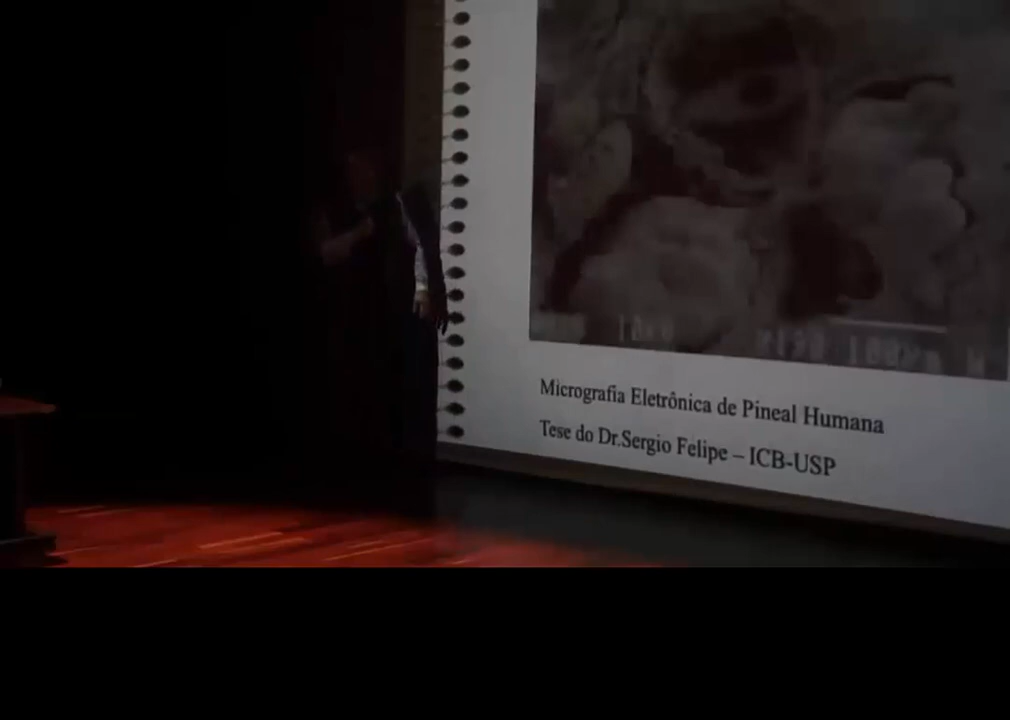 Micrografia Eletrônica de Pineal Humana
Tese do Dr.Sergio Felipe – ICB-USP